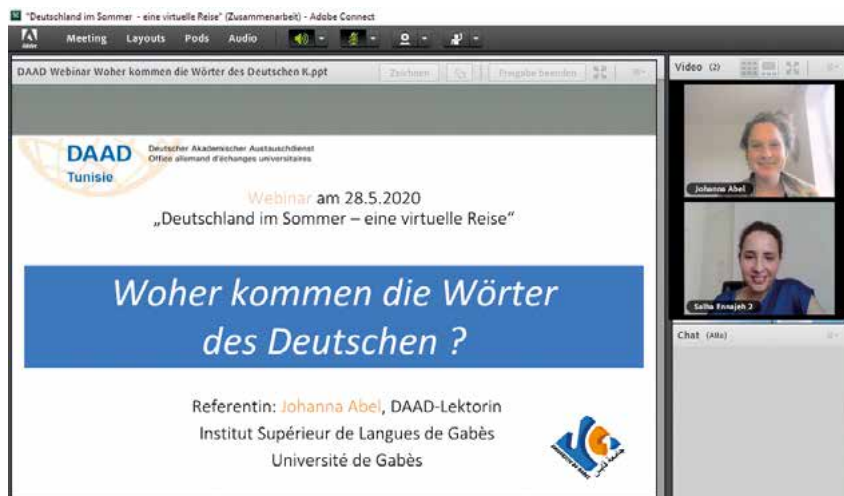 "Deutschland im Sommer - eine virtuelle Reise" (Zusammenarbeit) - Adobe Connect
Adobe
Meeting Layouts Pods Audio
DAAD Webinar Woher kommen die Wörter des Deutschen K.ppt
Zeichnen
Freigabe beenden
Video (2)
DAAD
Tunisie
Deutscher Akademischer Austauschdienst
Office allemand d'échanges universitaires
Webinar am 28.5.2020
„Deutschland im Sommer – eine virtuelle Reise“
Woher kommen die Wörter
des Deutschen ?
Referentin: Johanna Abel, DAAD-Lektorin
Institut Supérieur de Langues de Gabès
Université de Gabès
Johanna Abel
Salha Ennajeh 2
Chat (Alle)